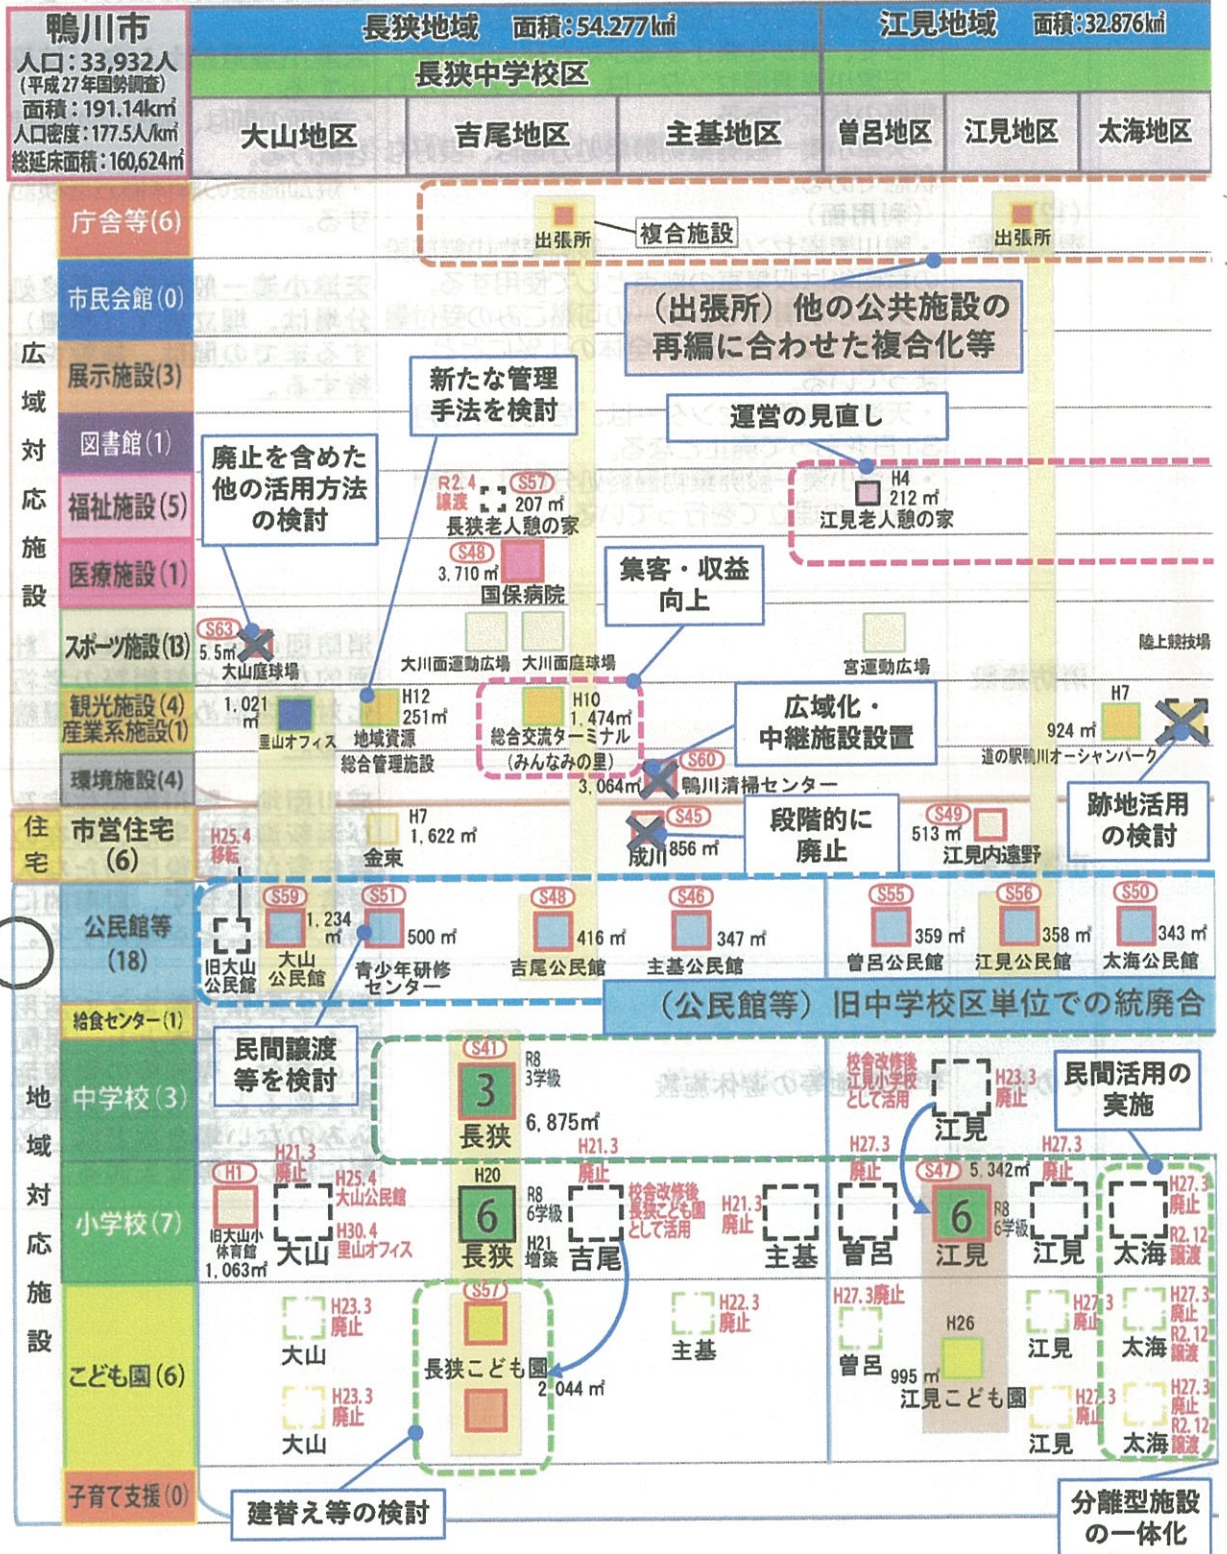 鴨川市
人口:33,932人
(平成27年国勢調査)
面積:191.14k㎡
人口密度:177.5人/k㎡
総延床面積:160,624㎡
長狭地域 面積:54.277k㎡
江見地域 面積:32.876k㎡
長狭中学校区
大山地区
吉尾地区
主基地区
曽呂地区
江見地区
太海地区
広域対応施設
庁舎等(6)
出張所
複合施設
出張所
(出張所)他の公共施設の
再編に合わせた複合化等
市民会館(0)
展示施設(3)
新たな管理
手法を検討
運営の見直し
図書館(1)
廃止を含めた
他の活用方法
の検討
福祉施設(5)
R2.4
譲渡
S57
207 ㎡
長狭老人憩の家
H4
212 ㎡
江見老人憩の家
医療施設(1)
S48
3,710 ㎡
国保病院
集客・収益
向上
スポーツ施設(13)
S63
5.5㎡
大山庭球場
大川面運動広場
大川面庭球場
宮運動広場
陸上競技場
観光施設(4)
産業系施設(1)
1,021
㎡
里山オフィス
H12
251㎡
地域資源
総合管理施設
H10
1,474㎡
総合交流ターミナル
(みんなみの里)
広域化・
中継施設設置
H7
924 ㎡
道の駅鴨川オーシャンパーク
環境施設(4)
S60
3,064㎡
鴨川清掃センター
跡地活用
の検討
住宅
市営住宅
(6)
H25.4
移転
H7
1,622 ㎡
金束
S45
856 ㎡
成川
段階的に
廃止
S49
513 ㎡
江見内遠野
地域対応施設
公民館等
(18)
旧大山
公民館
S59
1,234
㎡
大山
公民館
S51
500 ㎡
青少年研修
センター
S48
416 ㎡
吉尾公民館
S46
347 ㎡
主基公民館
S55
359 ㎡
曽呂公民館
S56
358 ㎡
江見公民館
S50
343 ㎡
太海公民館
(公民館等)旧中学校区単位での統廃合
給食センター(1)
民間譲渡
等を検討
中学校(3)
S41
3
長狭
R8
3学級
6,875㎡
校舎改修後
江見小学校
として活用
H23.3
廃止
江見
民間活用の
実施
小学校(7)
H1
旧大山小
体育館
1,063㎡
H21.3
廃止
大山
H25.4
大山公民館
H30.4
里山オフィス
H20
6
長狭
R8
6学級
H21
増築
H21.3
廃止
吉尾
校舎改修後
長狭こども園
として活用
H21.3
廃止
主基
H27.3
廃止
曽呂
S47
5,342㎡
6
江見
R8
6学級
H27.3
廃止
江見
H27.3
廃止
R2.12
譲渡
太海
こども園(6)
H23.3
廃止
大山
H23.3
廃止
大山
S57
長狭こども園
2,044 ㎡
H22.3
廃止
主基
H27.3廃止
曽呂
H26
995 ㎡
江見こども園
H27.3
廃止
江見
H27.3
廃止
江見
H27.3
廃止
R2.12
譲渡
太海
H27.3
廃止
R2.12
譲渡
太海
子育て支援(0)
建替え等の検討
分離型施設
の一体化